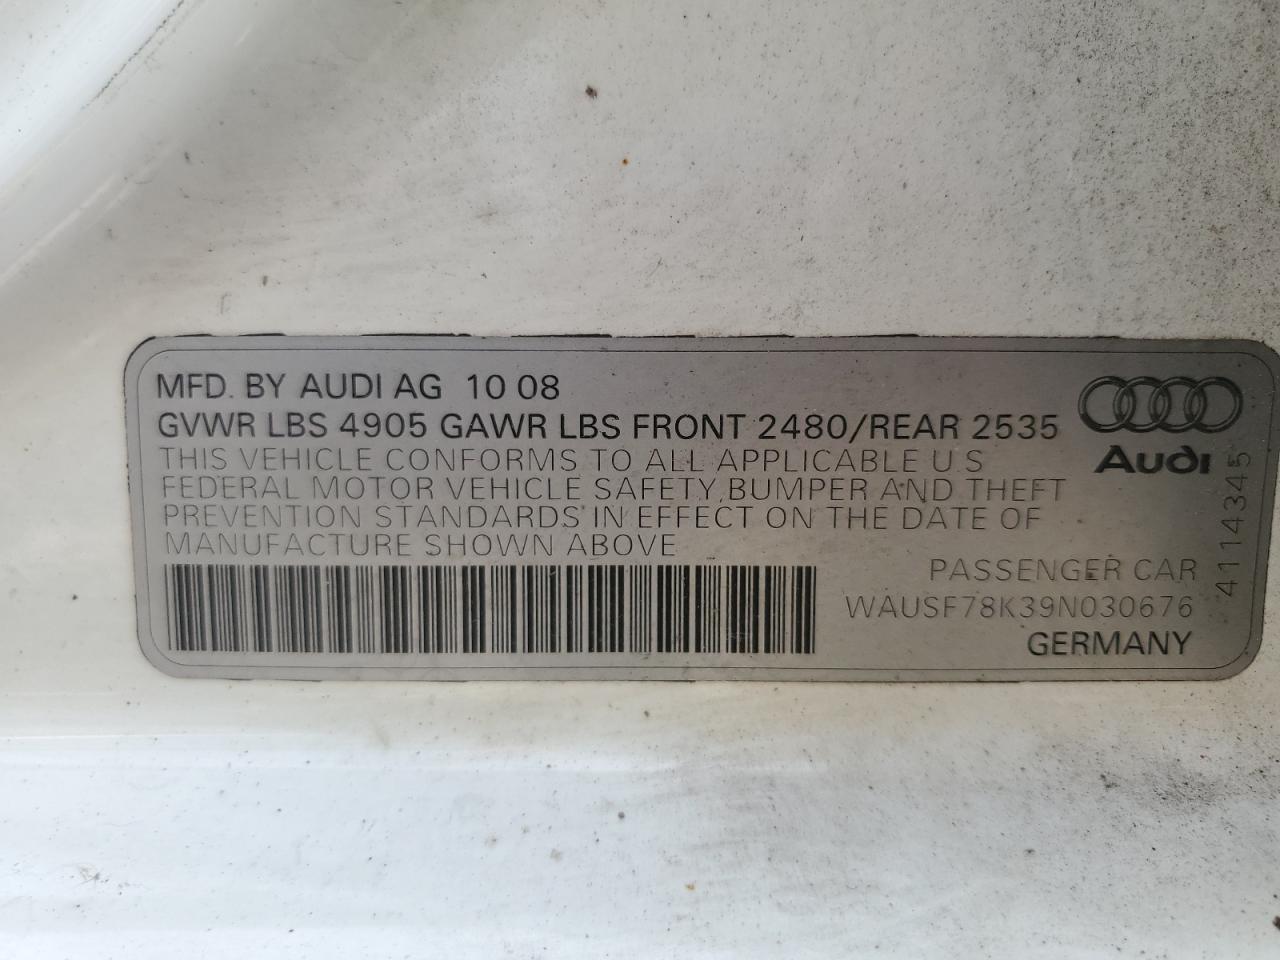 MFD. BY AUDI AG 10 08
GVWR LBS 4905 GAWR LBS FRONT 2480/REAR 2535
THIS VEHICLE CONFORMS TO ALL APPLICABLE U S
FEDERAL MOTOR VEHICLE SAFETY,BUMPER AND THEFT
PREVENTION STANDARDS IN EFFECT ON THE DATE OF
MANUFACTURE SHOWN ABOVE
Audi
PASSENGER CAR
WAUSF78K39N030676
GERMANY
4114345